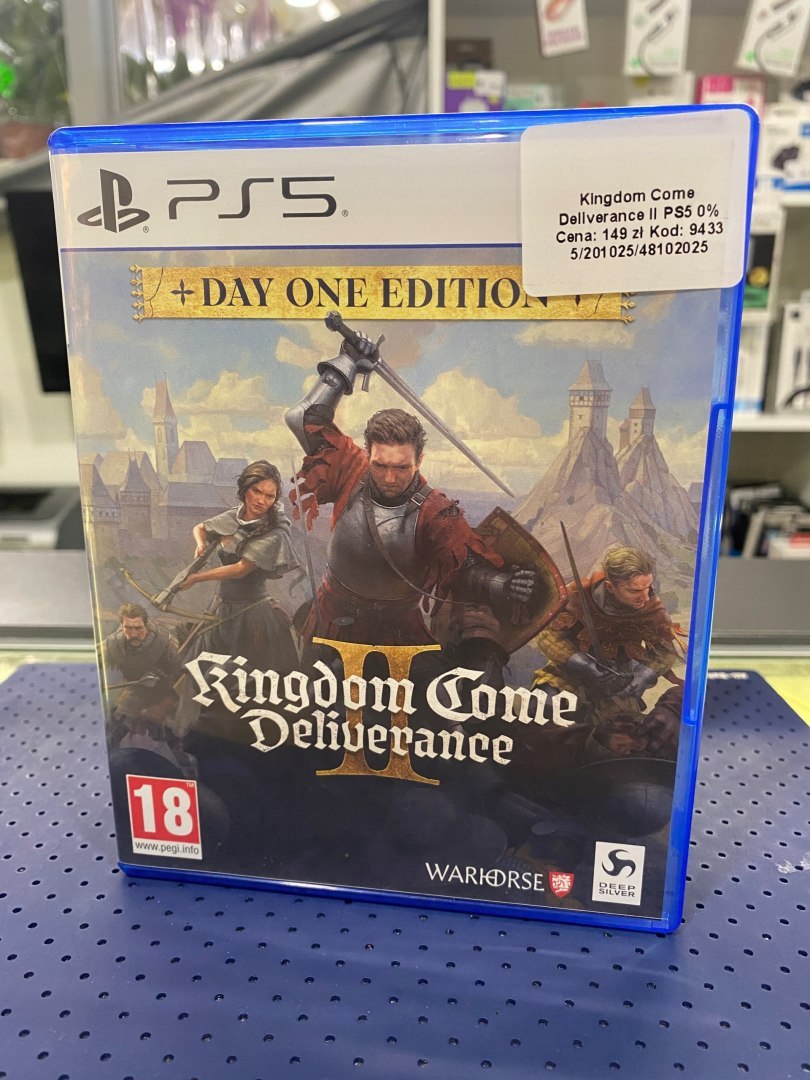 PS5
Kingdom Come
Deliverance II PS5 0%
Cena: 149 zł Kod: 9433
5/201025/48102025
DAY ONE EDITION
II
Kingdom Come
Deliverance
18
www.pegi.info
WARHORSE
DEEP
SILVER